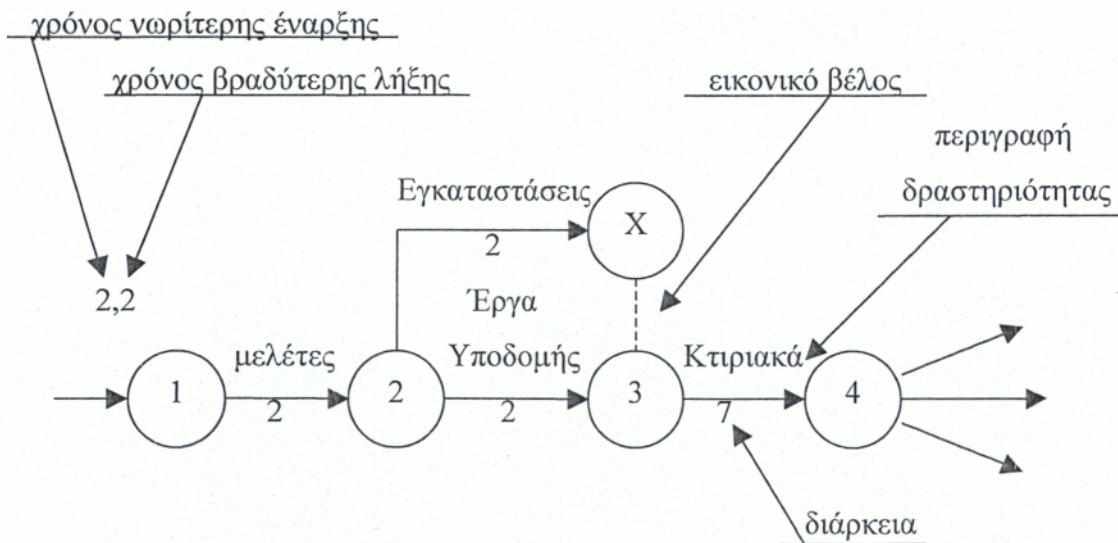 χρόνος νωρίτερης έναρξης
χρόνος βραδύτερης λήξης
εικονικό βέλος
περιγραφή
δραστηριότητας
Εγκαταστάσεις
2
X
2,2
Έργα
μελέτες
Υποδομής
Κτιριακά
1
2
2
2
3
7
4
διάρκεια